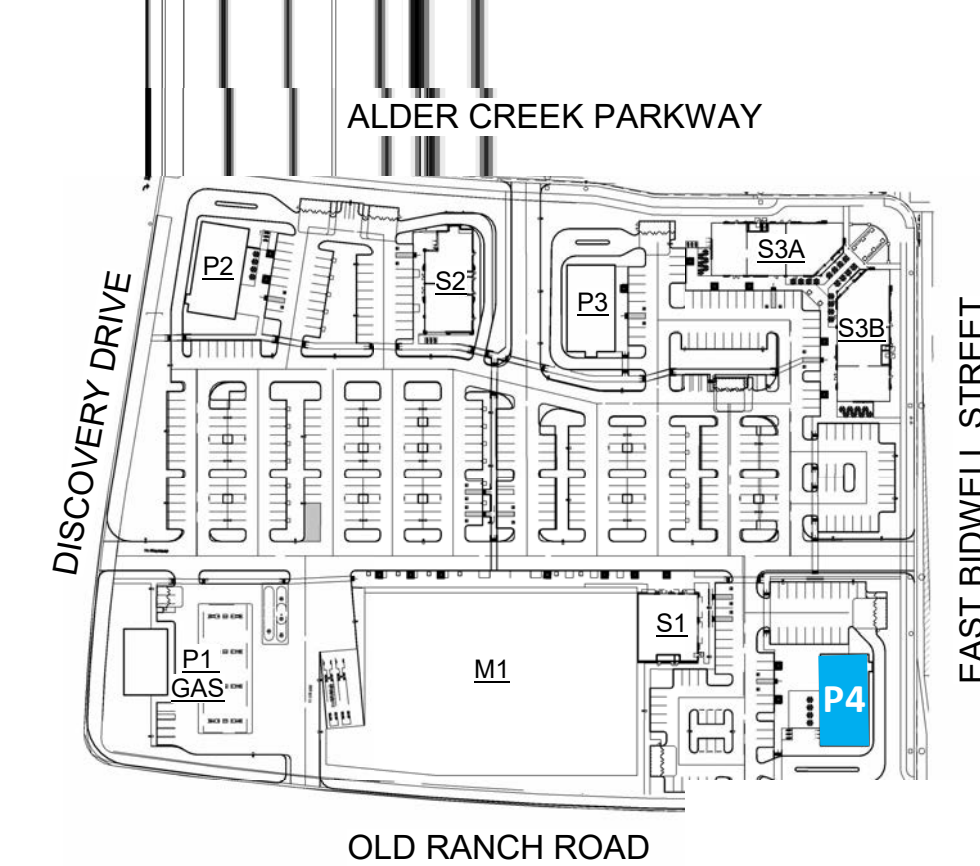 ALDER CREEK PARKWAY
P2
S2
P3
S3A
S3B
DISCOVERY DRIVE
EAST BIDWELL STREET
P1
GAS
M1
S1
P4
OLD RANCH ROAD